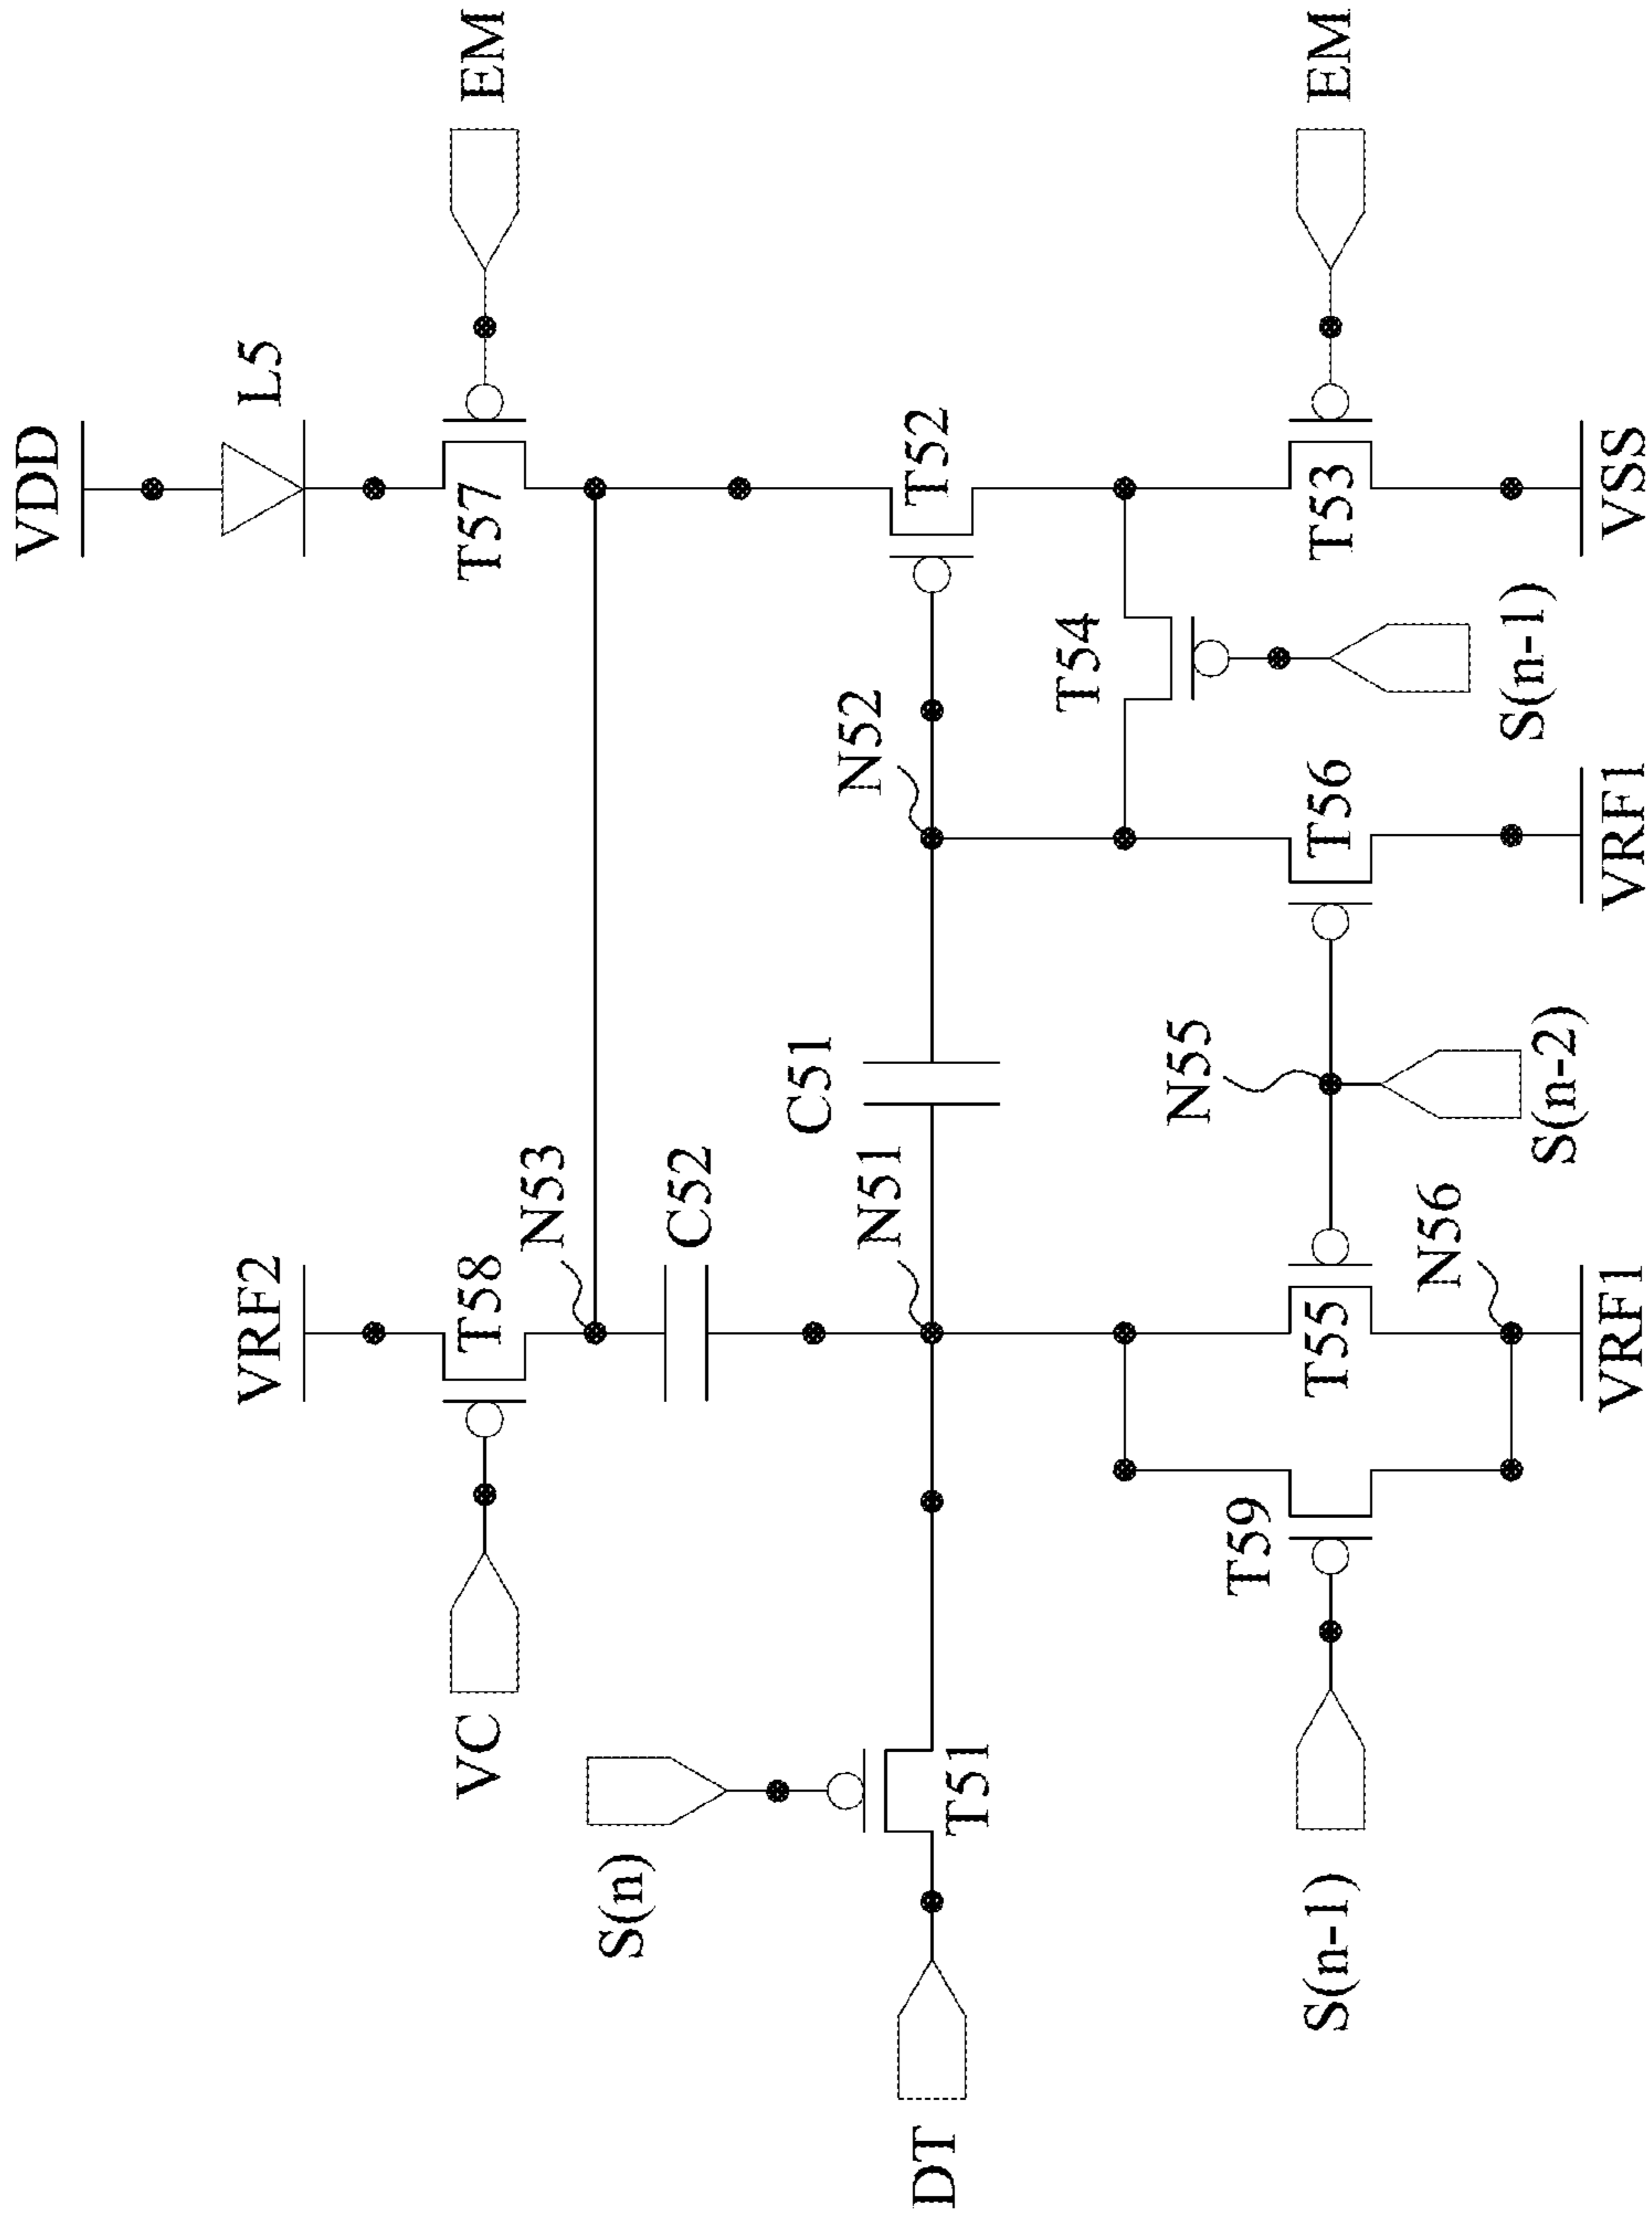 VDD
L5
EM
T57
VRF2
T58
N53
VC
C52
S(n)
T51
DT
N51
C51
N52
T52
T54
S(n-1)
T53
EM
VSS
T56
VRF1
N55
S(n-2)
T55
N56
VRF1
T59
S(n-1)